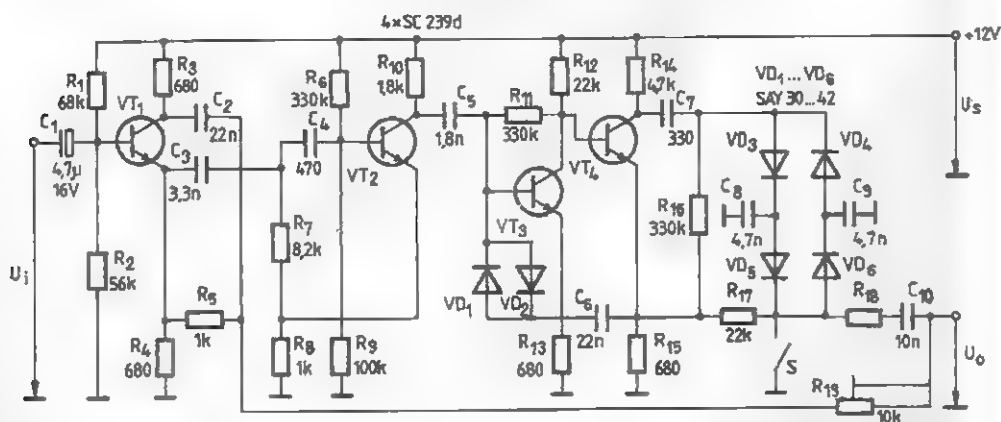 4×SC 239d
+12V
R1
68k
R3
680
C2
22n
VT1
C1
4,7µ
16V
C3
3,3n
R2
56k
R4
680
R5
1k
Ui
R6
330k
C4
470
R7
8,2k
R8
1k
R9
100k
VT2
R10
1,8k
C5
1,8n
R11
330k
R12
22k
VT3
VT4
VD1
VD2
C6
22n
R13
680
R14
4,7k
C7
330
R15
680
R16
330k
VD1...VD6
SAY 30...42
VD3
VD4
C8
4,7n
C9
4,7n
VD5
VD6
R17
22k
R18
C10
10n
S
R19
10k
Us
Uo